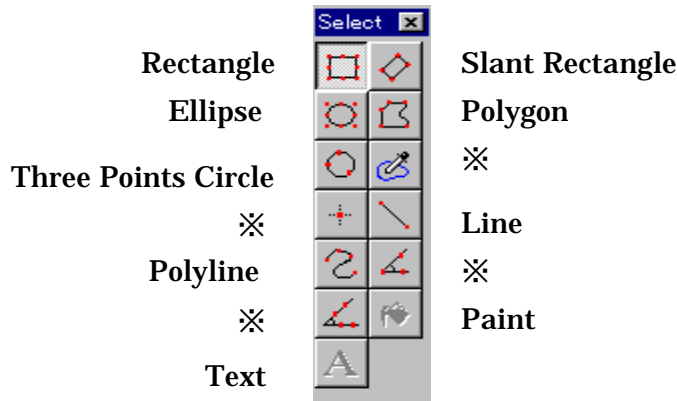 Select
Rectangle
Slant Rectangle
Ellipse
Polygon
Three Points Circle
※
※
Line
Polyline
※
※
Paint
Text
A